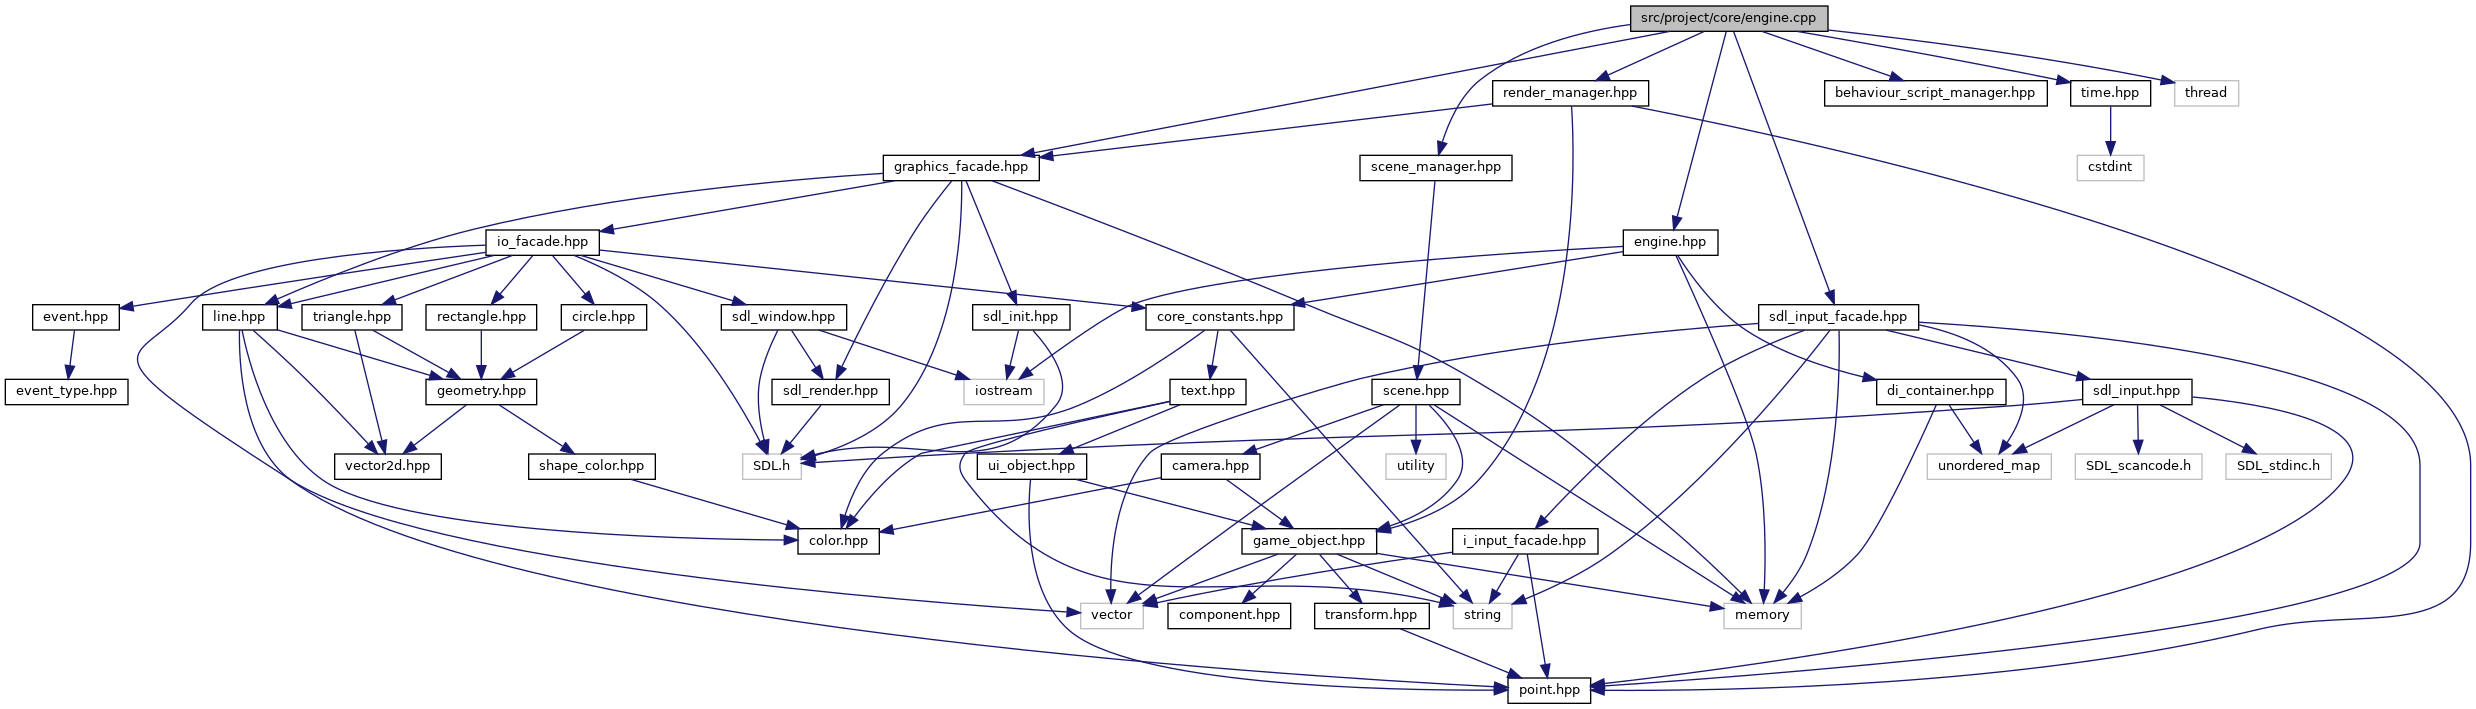 src/project/core/engine.cpp
render_manager.hpp
behaviour_script_manager.hpp
time.hpp
thread
graphics_facade.hpp
scene_manager.hpp
cstdint
io_facade.hpp
engine.hpp
event.hpp
line.hpp
triangle.hpp
rectangle.hpp
circle.hpp
sdl_window.hpp
sdl_init.hpp
core_constants.hpp
sdl_input_facade.hpp
event_type.hpp
geometry.hpp
sdl_render.hpp
iostream
text.hpp
scene.hpp
di_container.hpp
sdl_input.hpp
vector2d.hpp
shape_color.hpp
SDL.h
ui_object.hpp
camera.hpp
utility
unordered_map
SDL_scancode.h
SDL_stdinc.h
color.hpp
game_object.hpp
i_input_facade.hpp
vector
component.hpp
transform.hpp
string
memory
point.hpp